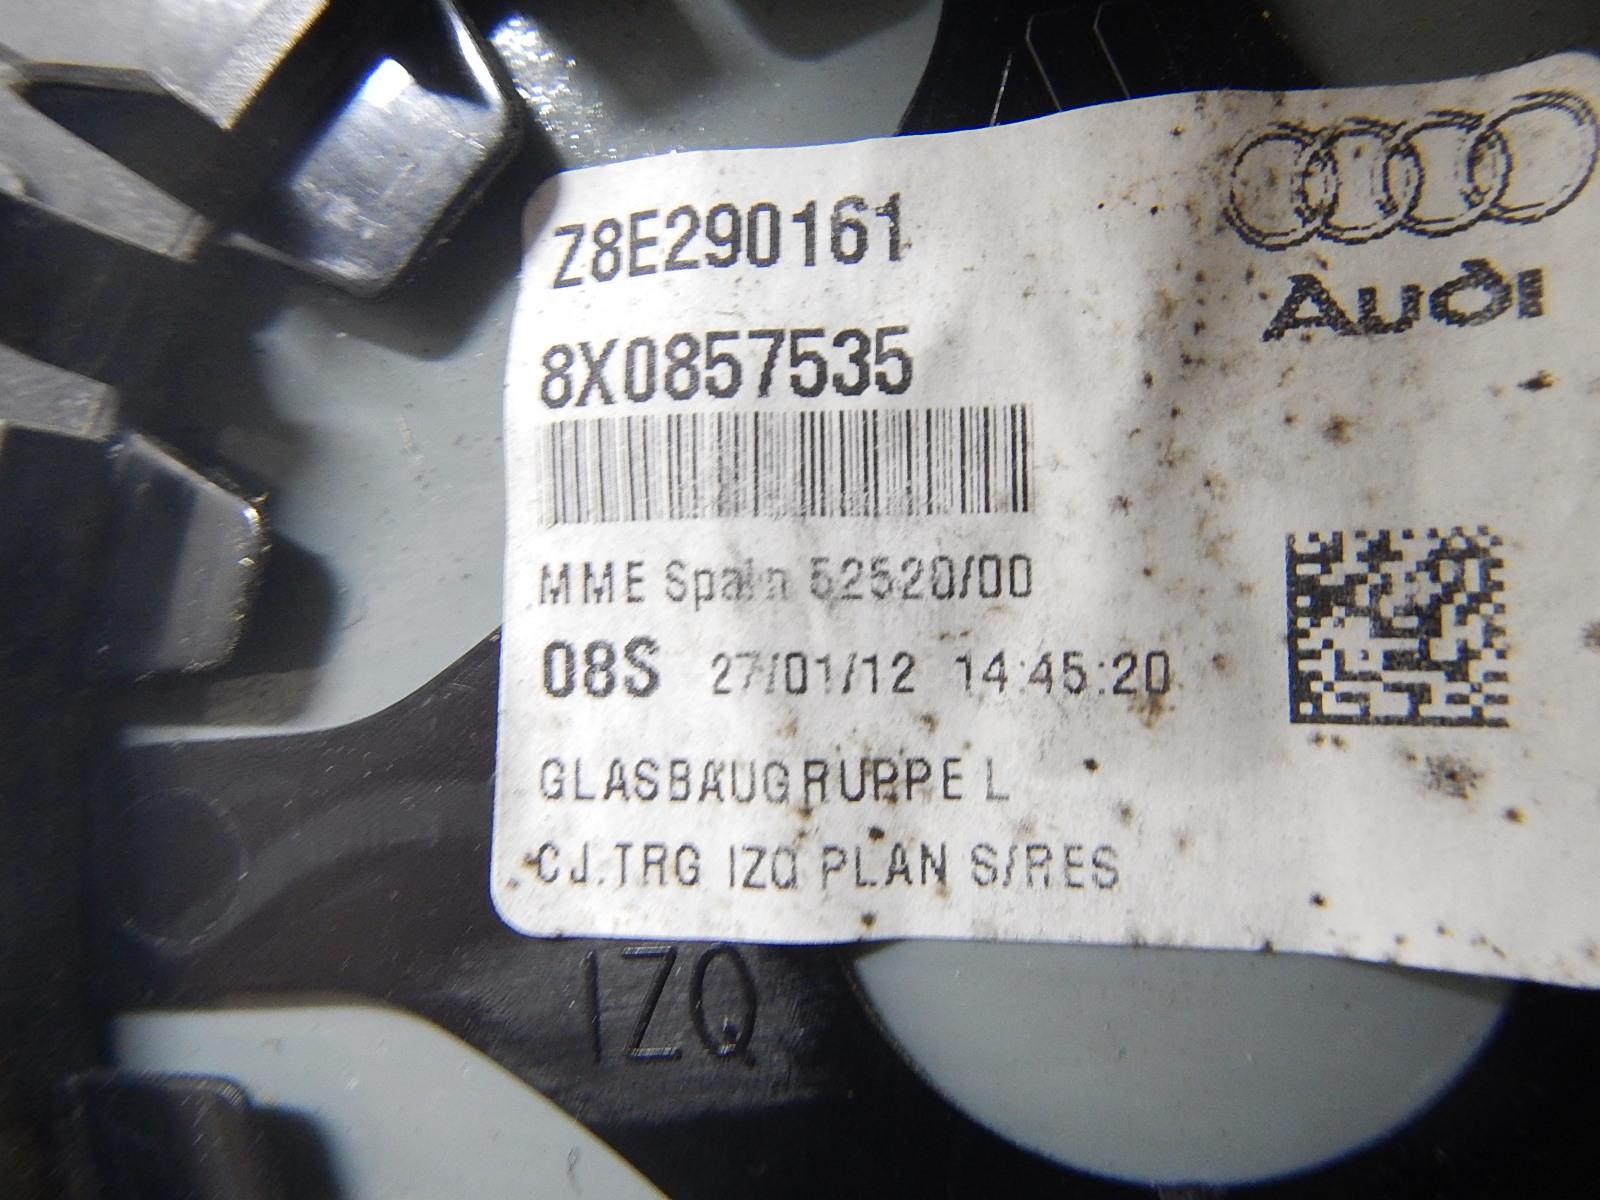 Z8E290161
AUDI
8X0857535
MME Spain 52520/00
08S 27/01/12 14:45:20
GLASBAUGRUPPE L
CJ.TRG IZQ PLAN S/RES
IZQ